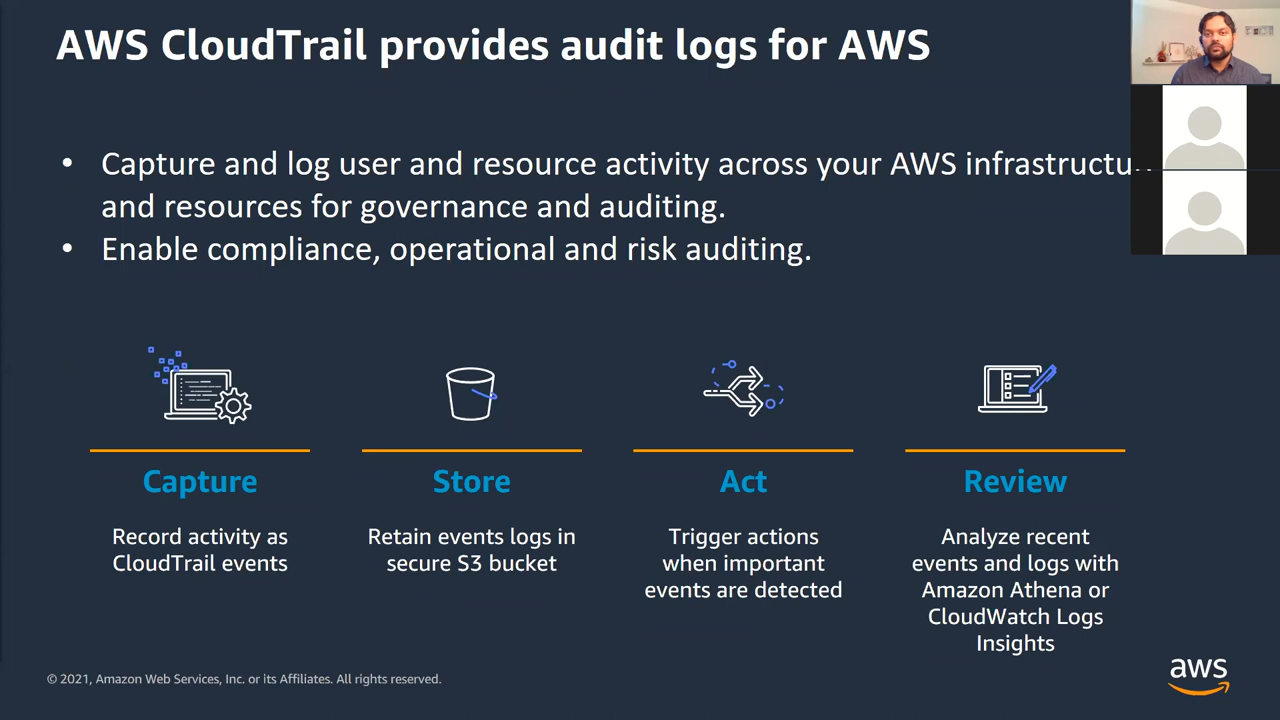 AWS CloudTrail provides audit logs for AWS
• Capture and log user and resource activity across your AWS
and resources for governance and auditing.
• Enable compliance, operational and risk auditing.
Capture
Record activity as
CloudTrail events
Store
Retain events logs in
secure S3 bucket
Act
Trigger actions
when important
events are detected
Review
Analyze recent
events and logs with
Amazon Athena or
CloudWatch Logs
Insights
© 2021, Amazon Web Services, Inc. or its Affiliates. All rights reserved.
aws